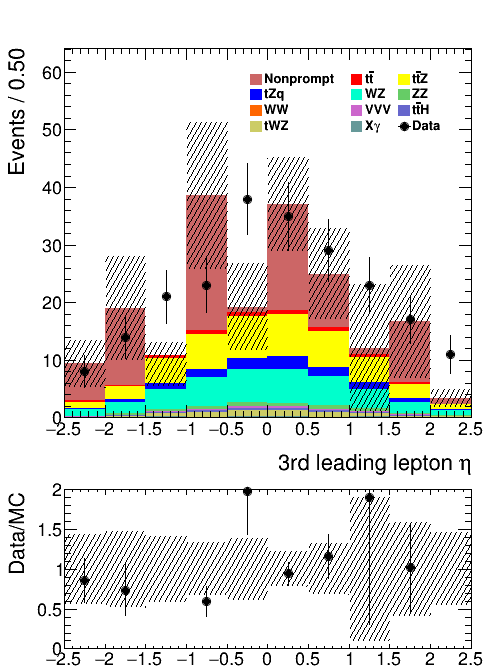 Events / 0.50
60
50
40
30
20
10
0
Nonprompt tt̄ tt̄Z
tZq WZ ZZ
WW VVV tt̄H
tWZ Xγ Data
−2.5 −2 −1.5 −1 −0.5 0 0.5 1 1.5 2 2.5
3rd leading lepton η
Data/MC
2
1.5
1
0.5
0
−2.5 −2 −1.5 −1 −0.5 0 0.5 1 1.5 2 2.5